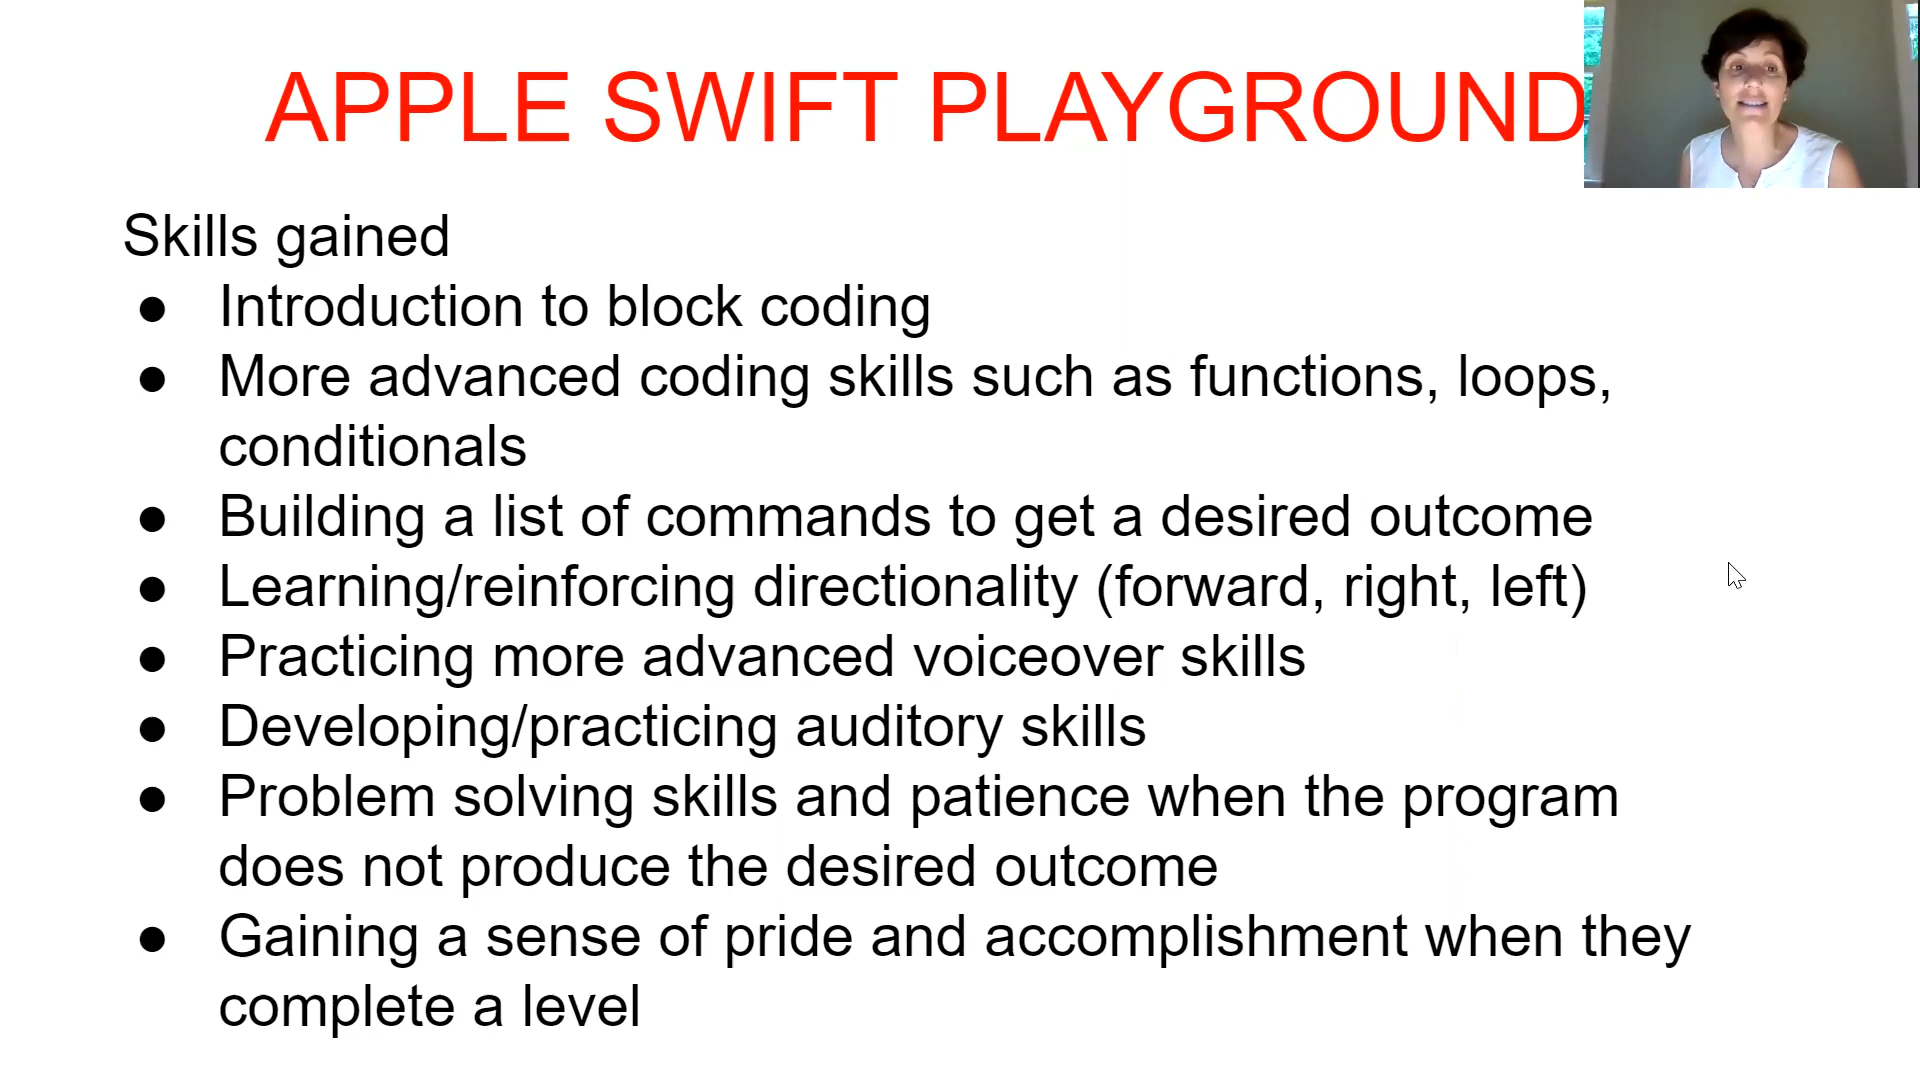 APPLE SWIFT PLAYGROUND
Skills gained
● Introduction to block coding
● More advanced coding skills such as functions, loops,
conditionals
● Building a list of commands to get a desired outcome
● Learning/reinforcing directionality (forward, right, left)
● Practicing more advanced voiceover skills
● Developing/practicing auditory skills
● Problem solving skills and patience when the program
does not produce the desired outcome
● Gaining a sense of pride and accomplishment when they
complete a level